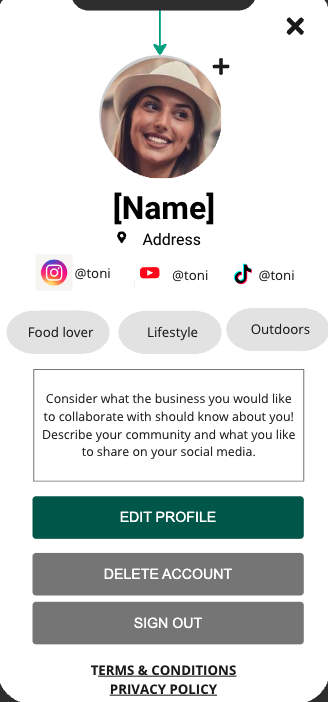 [Name]
Address
@toni
@toni
@toni
Food lover
Lifestyle
Outdoors
Consider what the business you would like
to collaborate with should know about you!
Describe your community and what you like
to share on your social media.
EDIT PROFILE
DELETE ACCOUNT
SIGN OUT
TERMS & CONDITIONS
PRIVACY POLICY